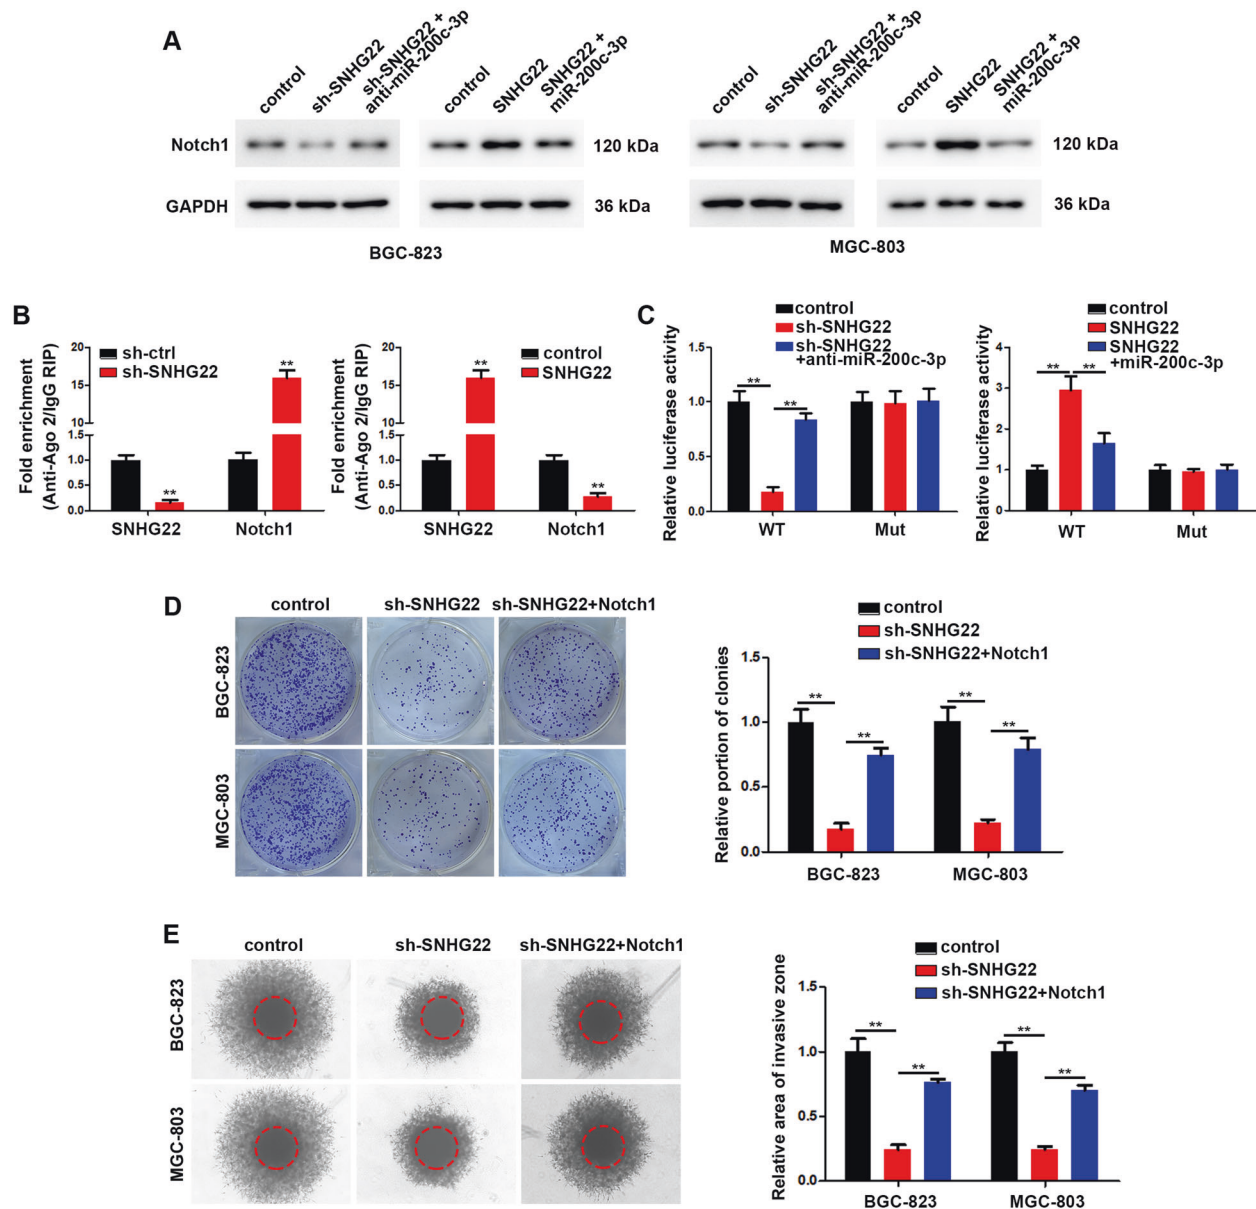 A
control
sh-SNHG22
sh-SNHG22 +
anti-miR-200c-3p
control
SNHG22
SNHG22 +
miR-200c-3p
control
sh-SNHG22
sh-SNHG22 +
anti-miR-200c-3p
control
SNHG22
SNHG22 +
miR-200c-3p
Notch1
120 kDa
120 kDa
GAPDH
36 kDa
36 kDa
BGC-823
MGC-803
B
Fold enrichment
(Anti-Ago 2/IgG RIP)
20
15
10
1.5
1.0
0.5
0.0
sh-ctrl
sh-SNHG22
**
**
SNHG22
Notch1
Fold enrichment
(Anti-Ago 2/IgG RIP)
20
15
10
1.5
1.0
0.5
0.0
control
SNHG22
**
**
SNHG22
Notch1
C
control
sh-SNHG22
sh-SNHG22
+anti-miR-200c-3p
Relative luciferase activity
1.5
1.0
0.5
0.0
**
**
WT
Mut
control
SNHG22
SNHG22
+miR-200c-3p
Relative luciferase activity
4
3
2
1
0
**
**
WT
Mut
D
control
sh-SNHG22
sh-SNHG22+Notch1
BGC-823
MGC-803
control
sh-SNHG22
sh-SNHG22+Notch1
Relative portion of clonies
1.5
1.0
0.5
0.0
**
**
**
**
BGC-823
MGC-803
E
control
sh-SNHG22
sh-SNHG22+Notch1
BGC-823
MGC-803
control
sh-SNHG22
sh-SNHG22+Notch1
Relative area of invasive zone
1.5
1.0
0.5
0.0
**
**
**
**
BGC-823
MGC-803